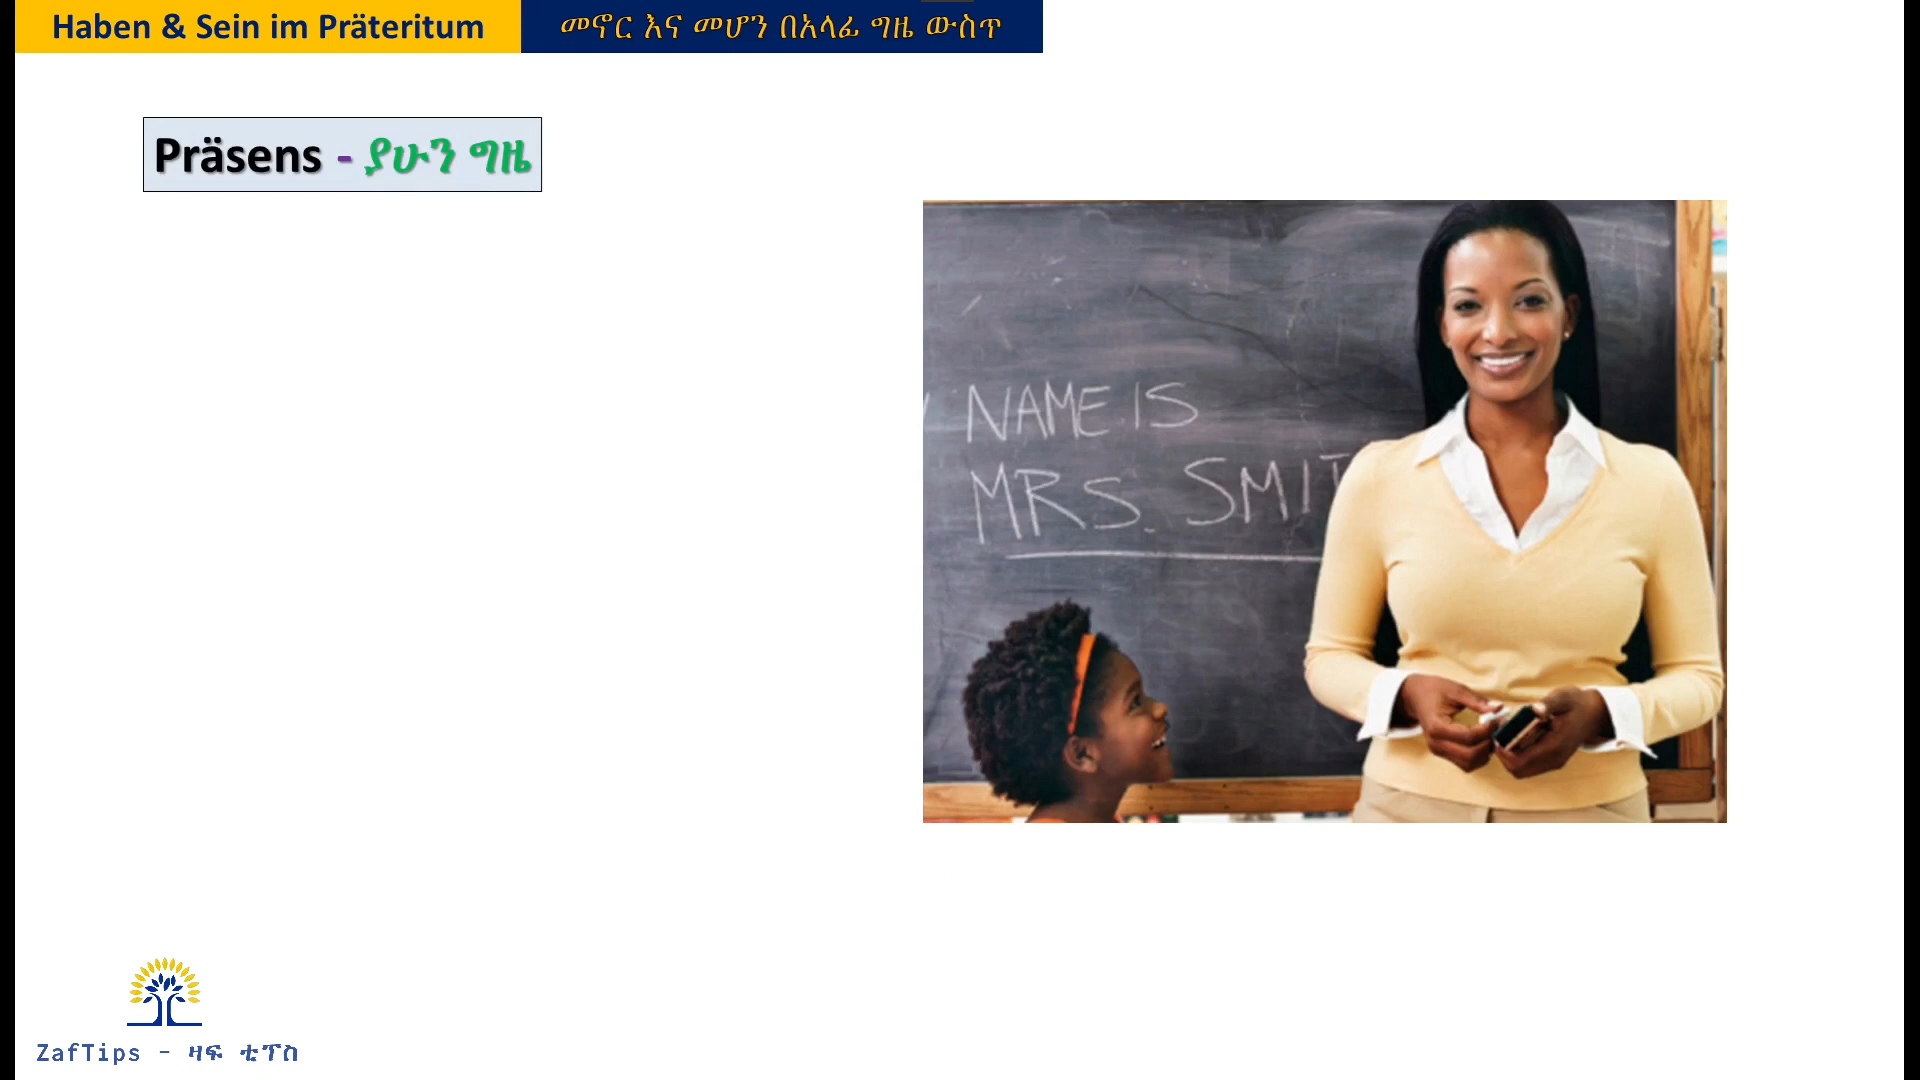 Haben & Sein im Präteritum
መኖር እና መሆን በአላፊ ግዜ ውስጥ
Präsens - ያሁን ግዜ
NAME IS
MRS. SMIT
ZafTips - ዛፍ ቲፕስ